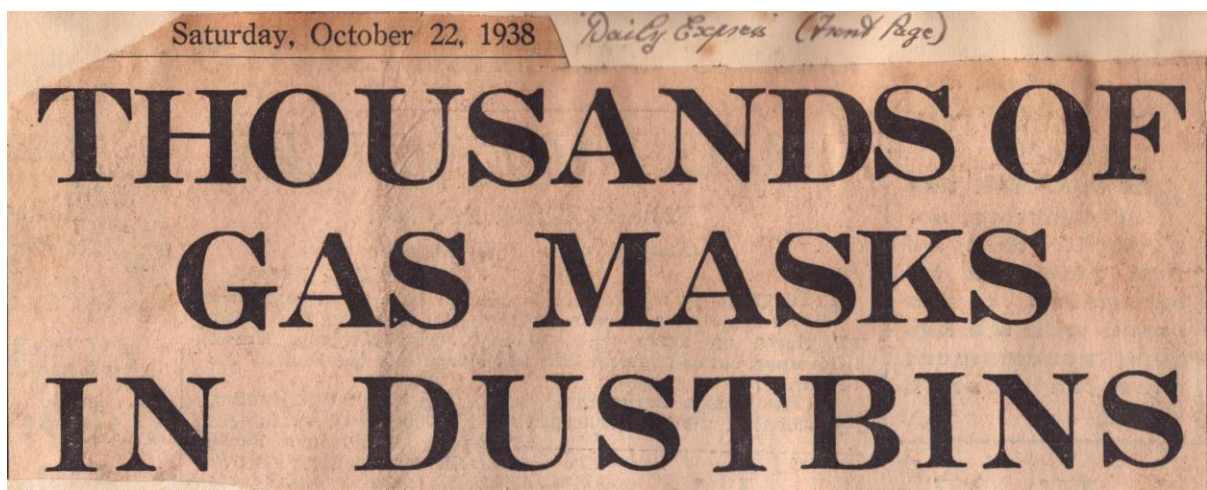 Saturday, October 22, 1938 "Daily Express" (Front Page)
THOUSANDS OF
GAS MASKS
IN DUSTBINS